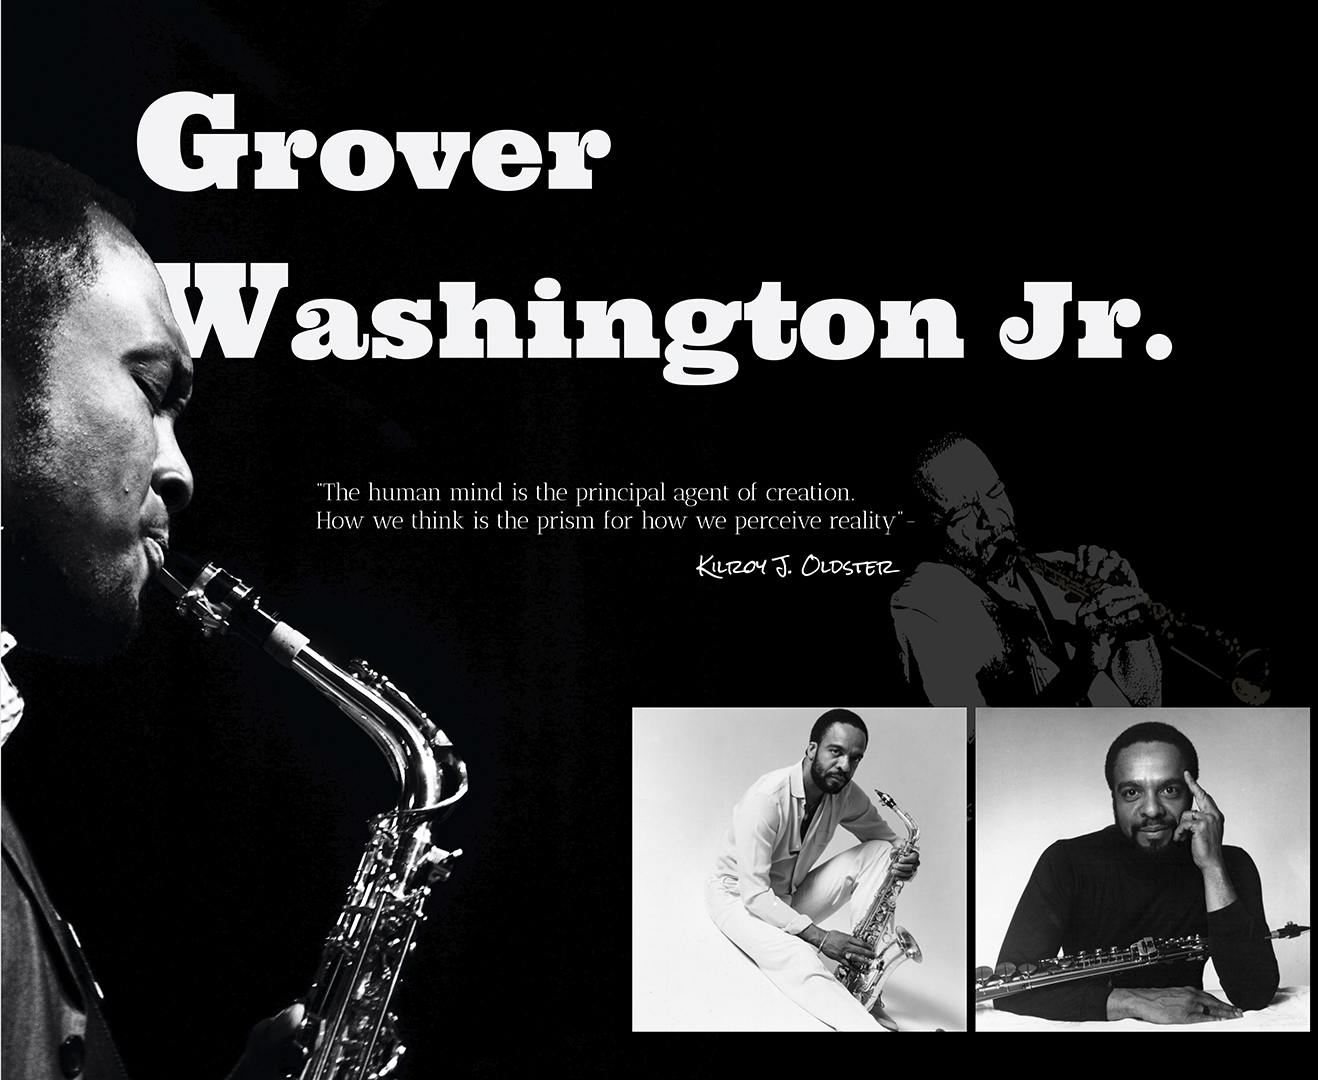 Grover
Washington Jr.
"The human mind is the principal agent of creation.
How we think is the prism for how we perceive reality"-
Kilroy J. Oldster